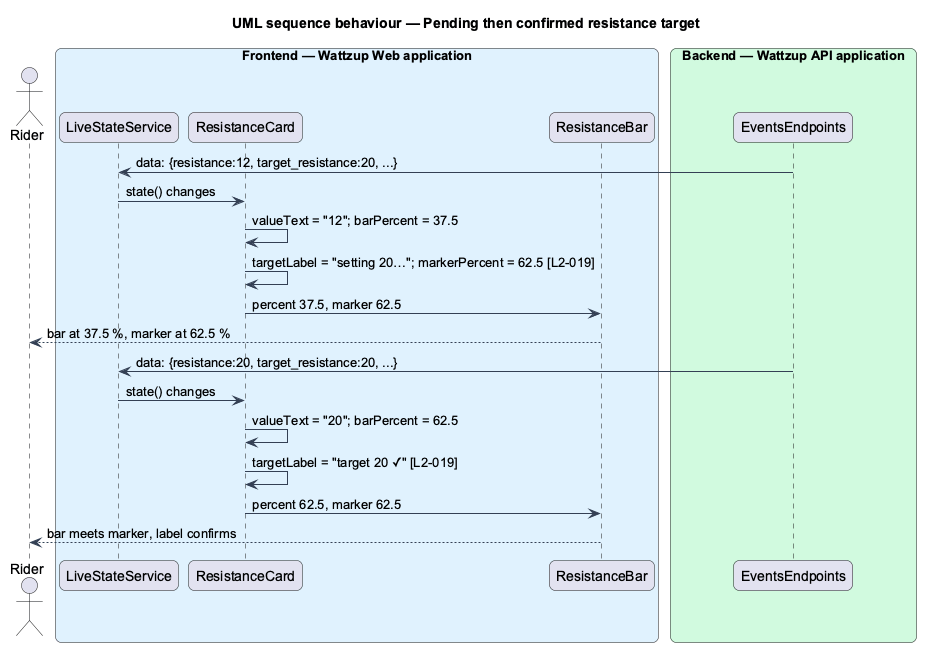 UML sequence behaviour — Pending then confirmed resistance target
Frontend — Wattzup Web application
Backend — Wattzup API application
Rider
LiveStateService
ResistanceCard
ResistanceBar
EventsEndpoints
data: {resistance:12, target_resistance:20, ...}
state() changes
valueText = "12"; barPercent = 37.5
targetLabel = "setting 20…"; markerPercent = 62.5 [L2-019]
percent 37.5, marker 62.5
bar at 37.5 %, marker at 62.5 %
data: {resistance:20, target_resistance:20, ...}
state() changes
valueText = "20"; barPercent = 62.5
targetLabel = "target 20 ✓" [L2-019]
percent 62.5, marker 62.5
bar meets marker, label confirms
Rider
LiveStateService
ResistanceCard
ResistanceBar
EventsEndpoints